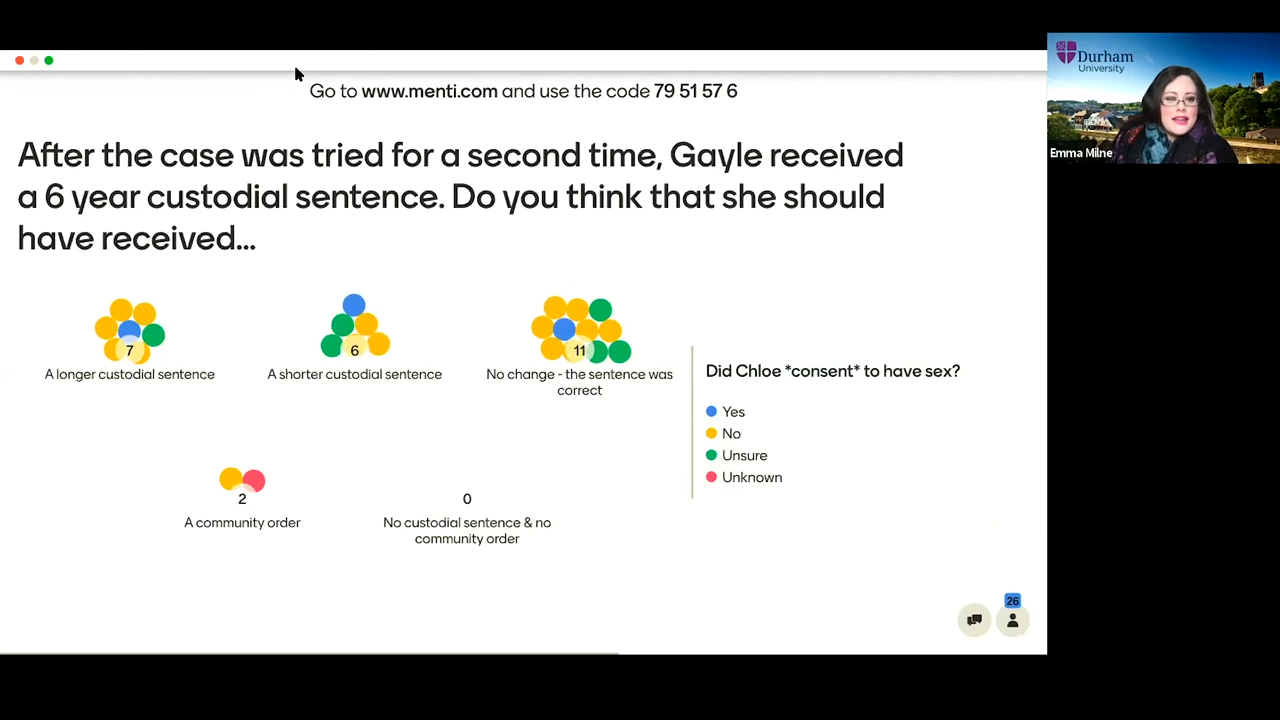 Go to www.menti.com and use the code 79 51 57 6
Durham
University
Emma Milne
After the case was tried for a second time, Gayle received
a 6 year custodial sentence. Do you think that she should
have received...
7
A longer custodial sentence
6
A shorter custodial sentence
11
No change - the sentence was
correct
Did Chloe *consent* to have sex?
Yes
No
Unsure
Unknown
2
A community order
0
No custodial sentence & no
community order
26